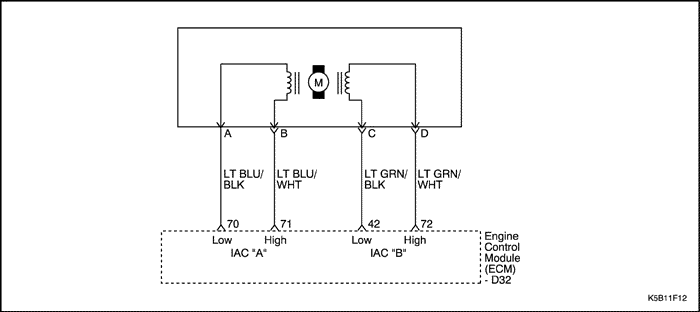 M
A B C D
LT BLU/ LT BLU/ LT GRN/ LT GRN/
BLK WHT BLK WHT
70 71 42 72
Low High Low High
IAC "A" IAC "B"
Engine
Control
Module
(ECM)
- D32
K5B11F12